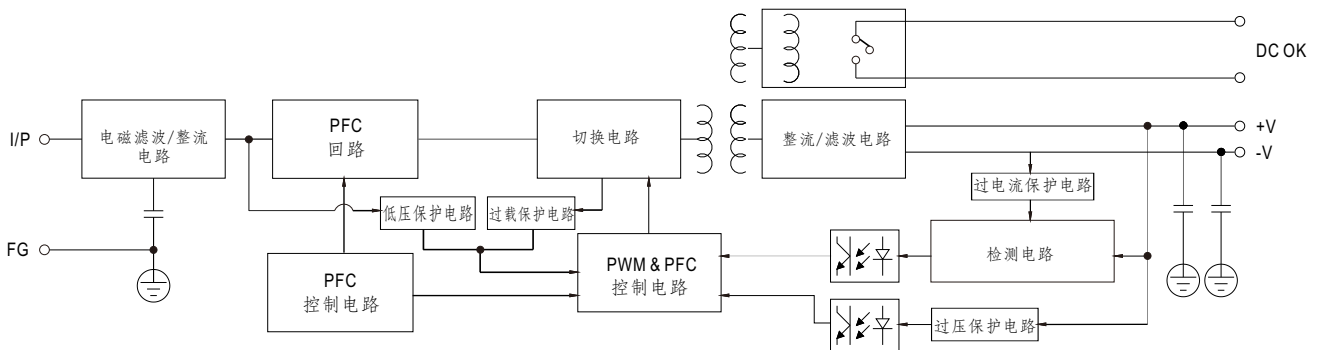 DC OK
I/P
电磁滤波/整流
电路
PFC
回路
切换电路
整流/滤波电路
+V
-V
过电流保护电路
低压保护电路
过载保护电路
FG
PFC
控制电路
PWM & PFC
控制电路
检测电路
过压保护电路